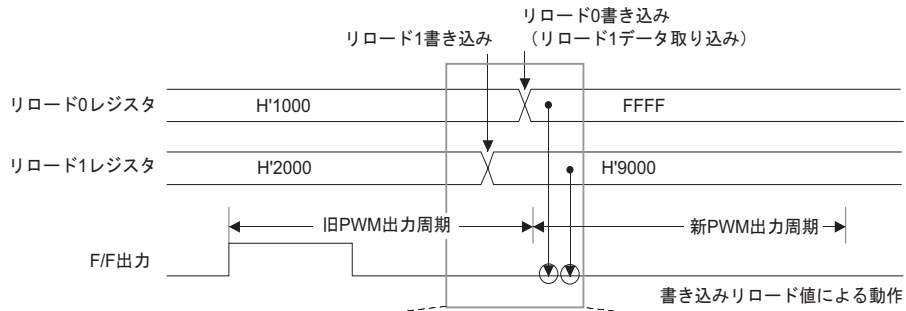 リロード0書き込み
リロード1書き込み
（リロード1データ取り込み）
リロード0レジスタ
H'1000
FFFF
リロード1レジスタ
H'2000
H'9000
旧PWM出力周期
新PWM出力周期
F/F出力
書き込みリロード値による動作